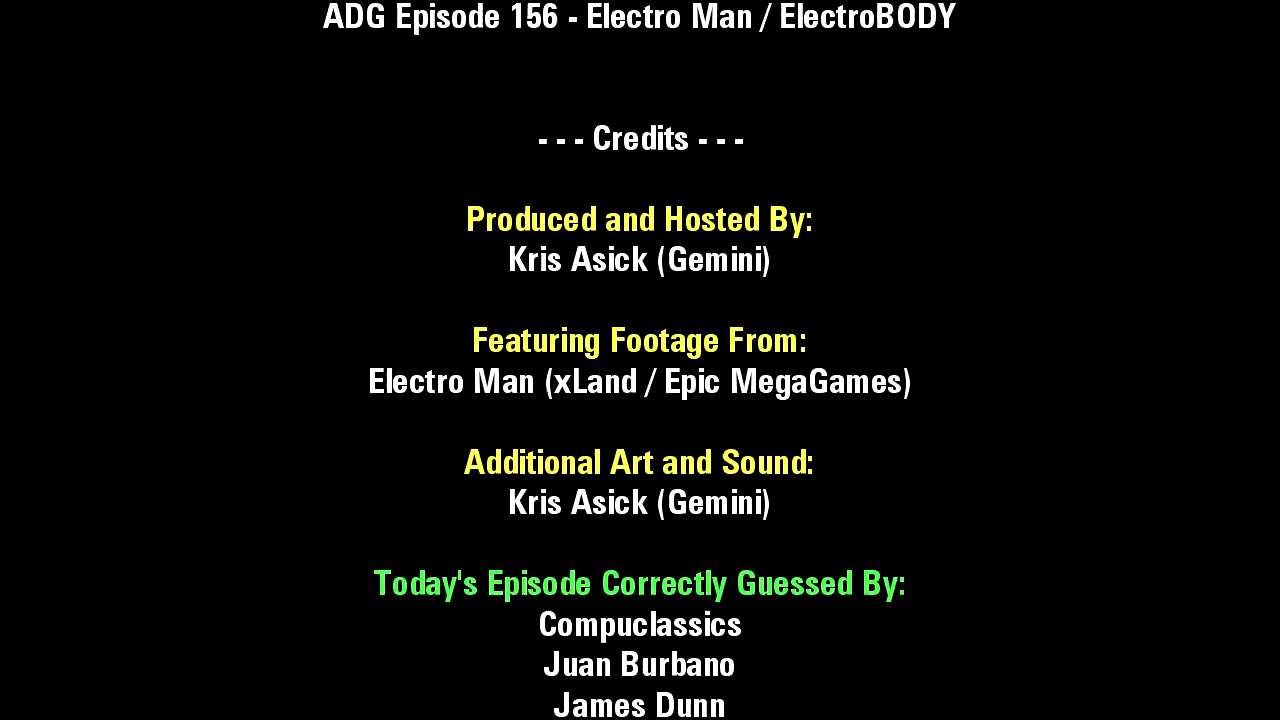 ADG Episode 156 - Electro Man / ElectroBODY
- - - Credits - - -
Produced and Hosted By:
Kris Asick (Gemini)
Featuring Footage From:
Electro Man (xLand / Epic MegaGames)
Additional Art and Sound:
Kris Asick (Gemini)
Today's Episode Correctly Guessed By:
Compuclassics
Juan Burbano
James Dunn